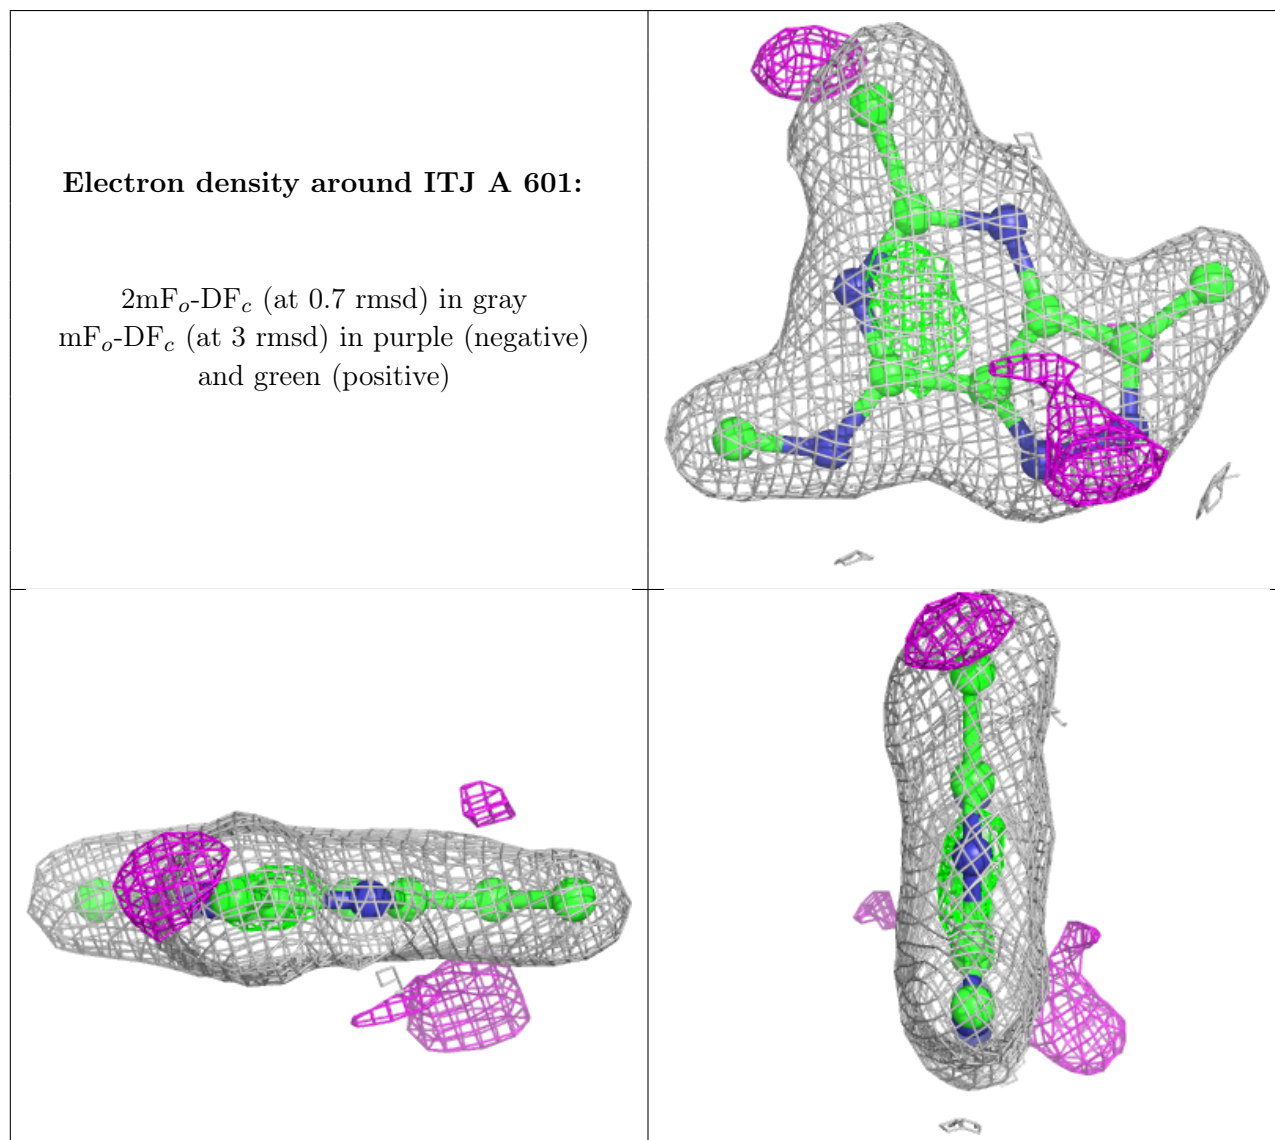 Electron density around ITJ A 601:
2mFo-DFc (at 0.7 rmsd) in gray
mFo-DFc (at 3 rmsd) in purple (negative)
and green (positive)